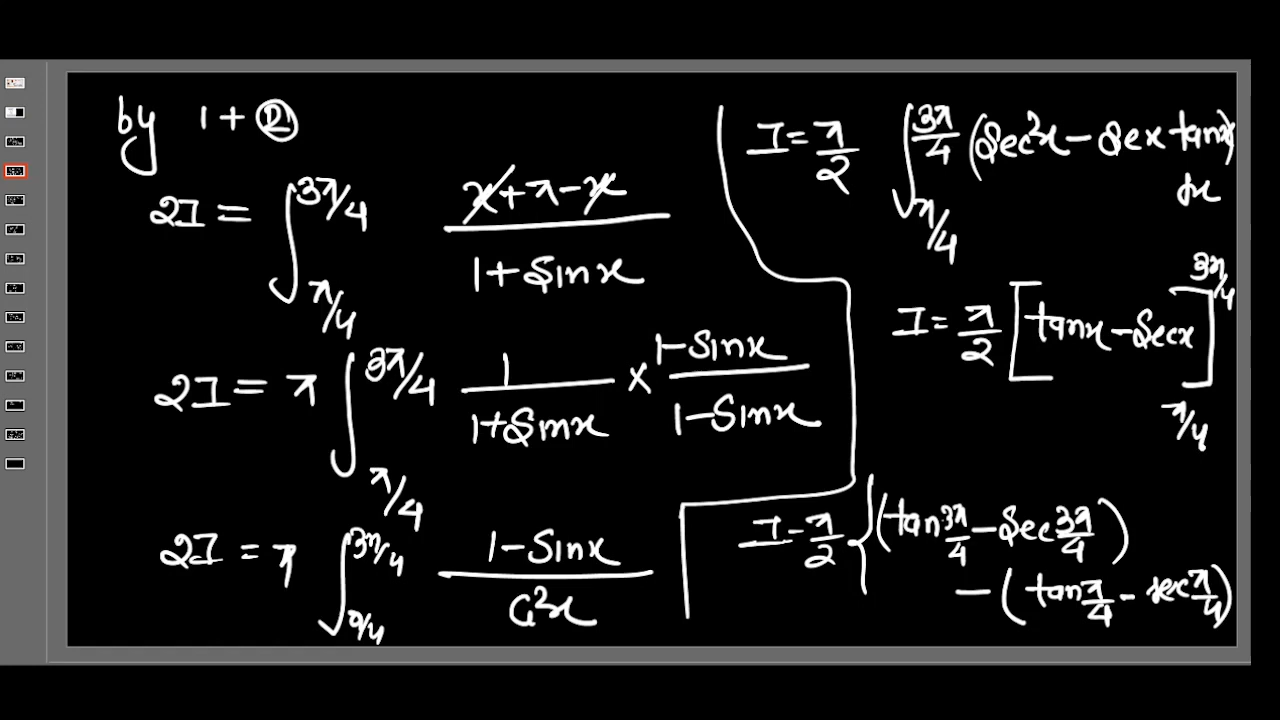 by 1 + ②
2I = ∫_{π/4}^{3π/4} (x + π - x)/(1 + Sinx)
2I = π ∫_{π/4}^{3π/4} 1/(1+Sinx) × (1-Sinx)/(1-Sinx)
2I = π ∫_{π/4}^{3π/4} (1-Sinx)/(C²x)
I = π/2 ∫_{π/4}^{3π/4} (Sec²x - Secx tanx) dx
I = π/2 [tanx - Secx]_{π/4}^{3π/4}
I - π/2 { (tan 3π/4 - Sec 3π/4)
- (tan π/4 - sec π/4)